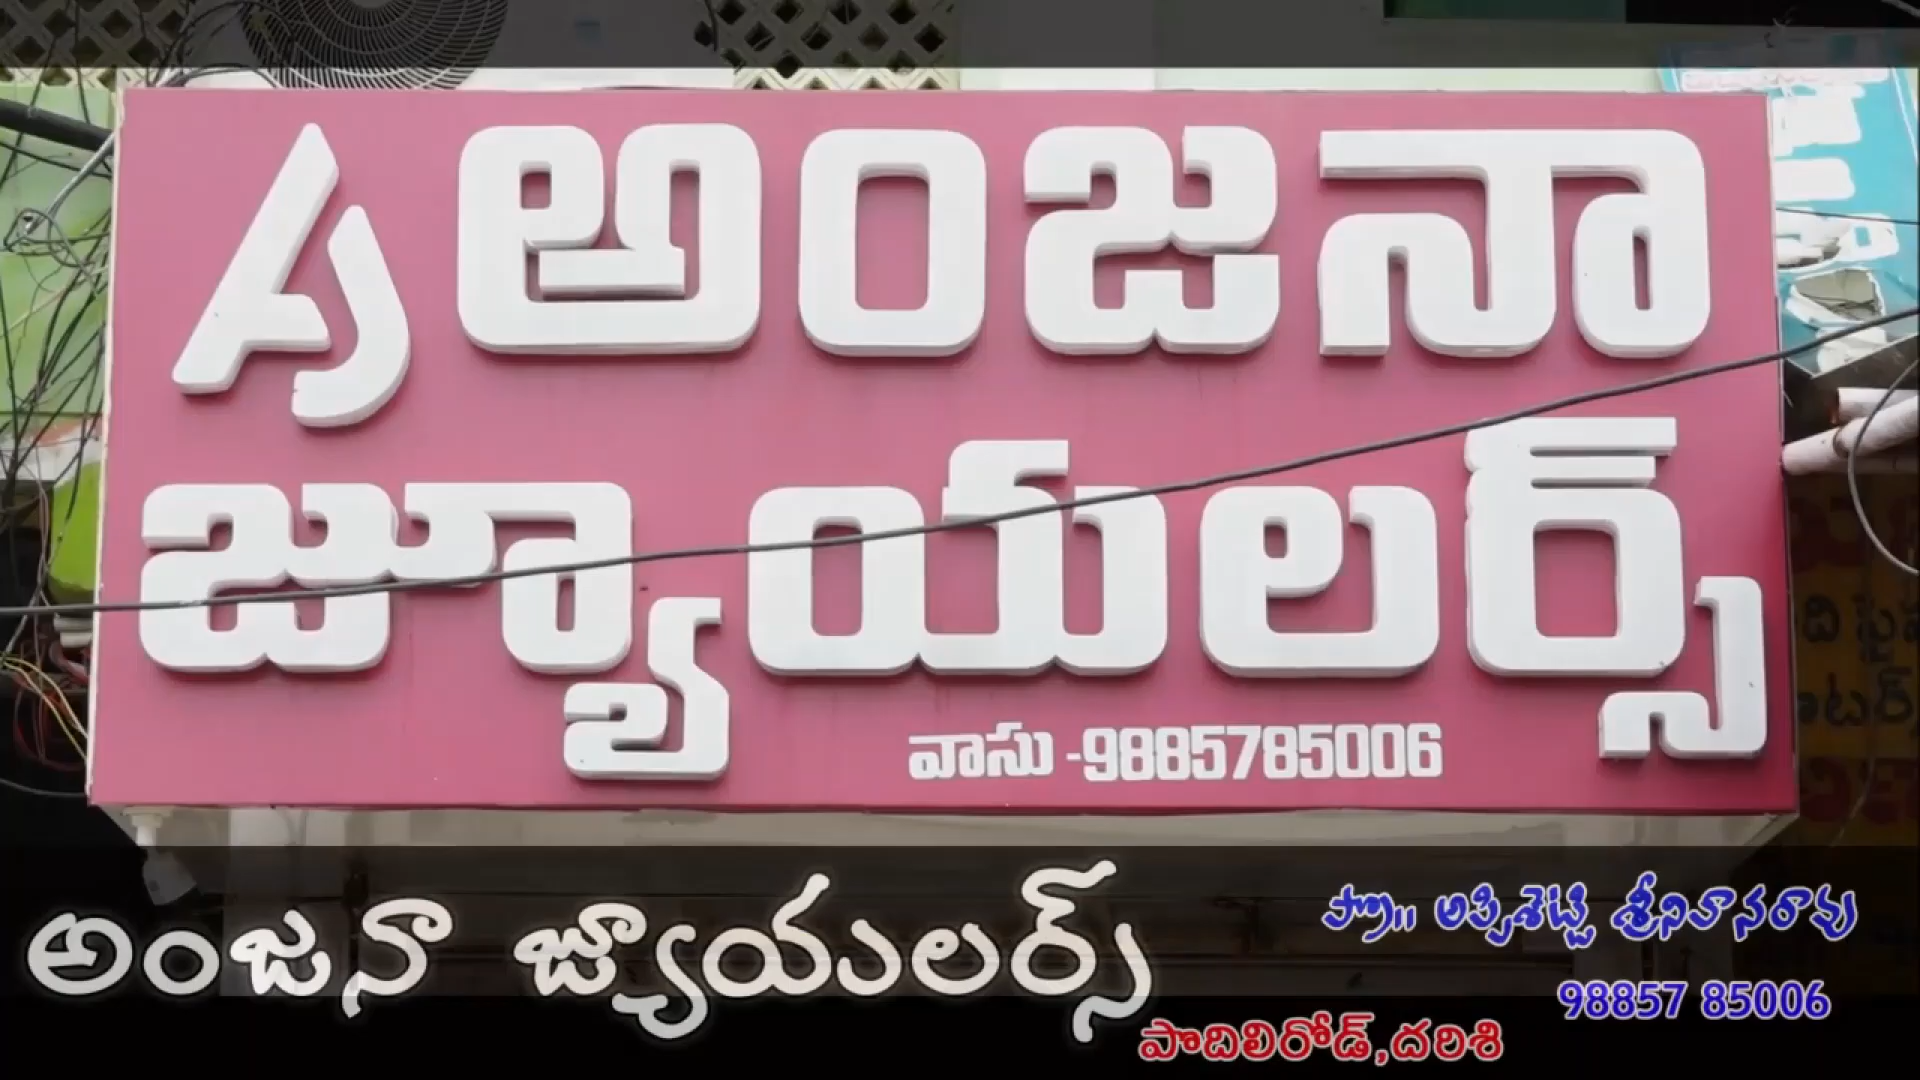 అంజనా
జ్యూయలర్స్
వాసు -9885785006
అంజనా జ్యూయలర్స్
ప్రొ॥ అప్పిశెట్టి శ్రీనివాసరావు
98857 85006
పొదిలిరోడ్,దరిశి